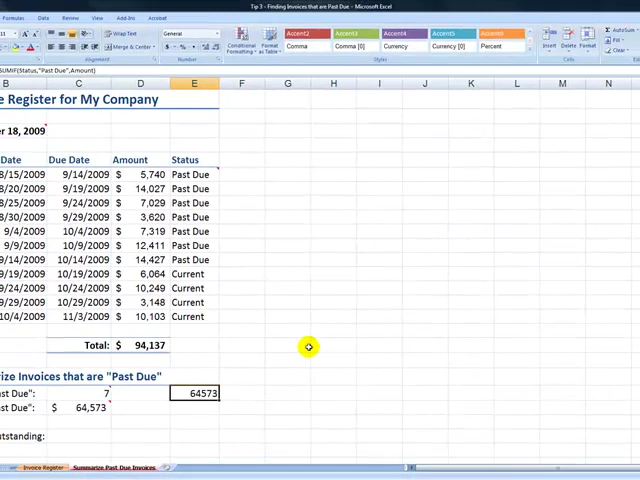 Tip 3 - Finding Invoices that are Past Due - Microsoft Excel
Formulas Data Review View Add-Ins Acrobat
11 Wrap Text General Accent2 Accent3 Accent4 Accent5 Accent6 AutoSum
Merge & Center $ % Conditional Formatting Format as Table Comma Comma [0] Currency Currency [0] Percent Insert Delete Format Fill Clear
Alignment Number Styles Cells
SUMIF(Status,"Past Due",Amount)
B C D E F G H I J K L M N
e Register for My Company
er 18, 2009
Date Due Date Amount Status
8/15/2009 9/14/2009 $ 5,740 Past Due
8/20/2009 9/19/2009 $ 14,027 Past Due
8/25/2009 9/24/2009 $ 7,029 Past Due
8/30/2009 9/29/2009 $ 3,620 Past Due
9/4/2009 10/4/2009 $ 7,319 Past Due
9/9/2009 10/9/2009 $ 12,411 Past Due
9/14/2009 10/14/2009 $ 14,427 Past Due
9/19/2009 10/19/2009 $ 6,064 Current
9/24/2009 10/24/2009 $ 10,249 Current
9/29/2009 10/29/2009 $ 3,148 Current
10/4/2009 11/3/2009 $ 10,103 Current
Total: $ 94,137
rize Invoices that are "Past Due"
ast Due": 7 64573
ast Due": $ 64,573
utstanding:
Invoice Register Summarize Past Due Invoices